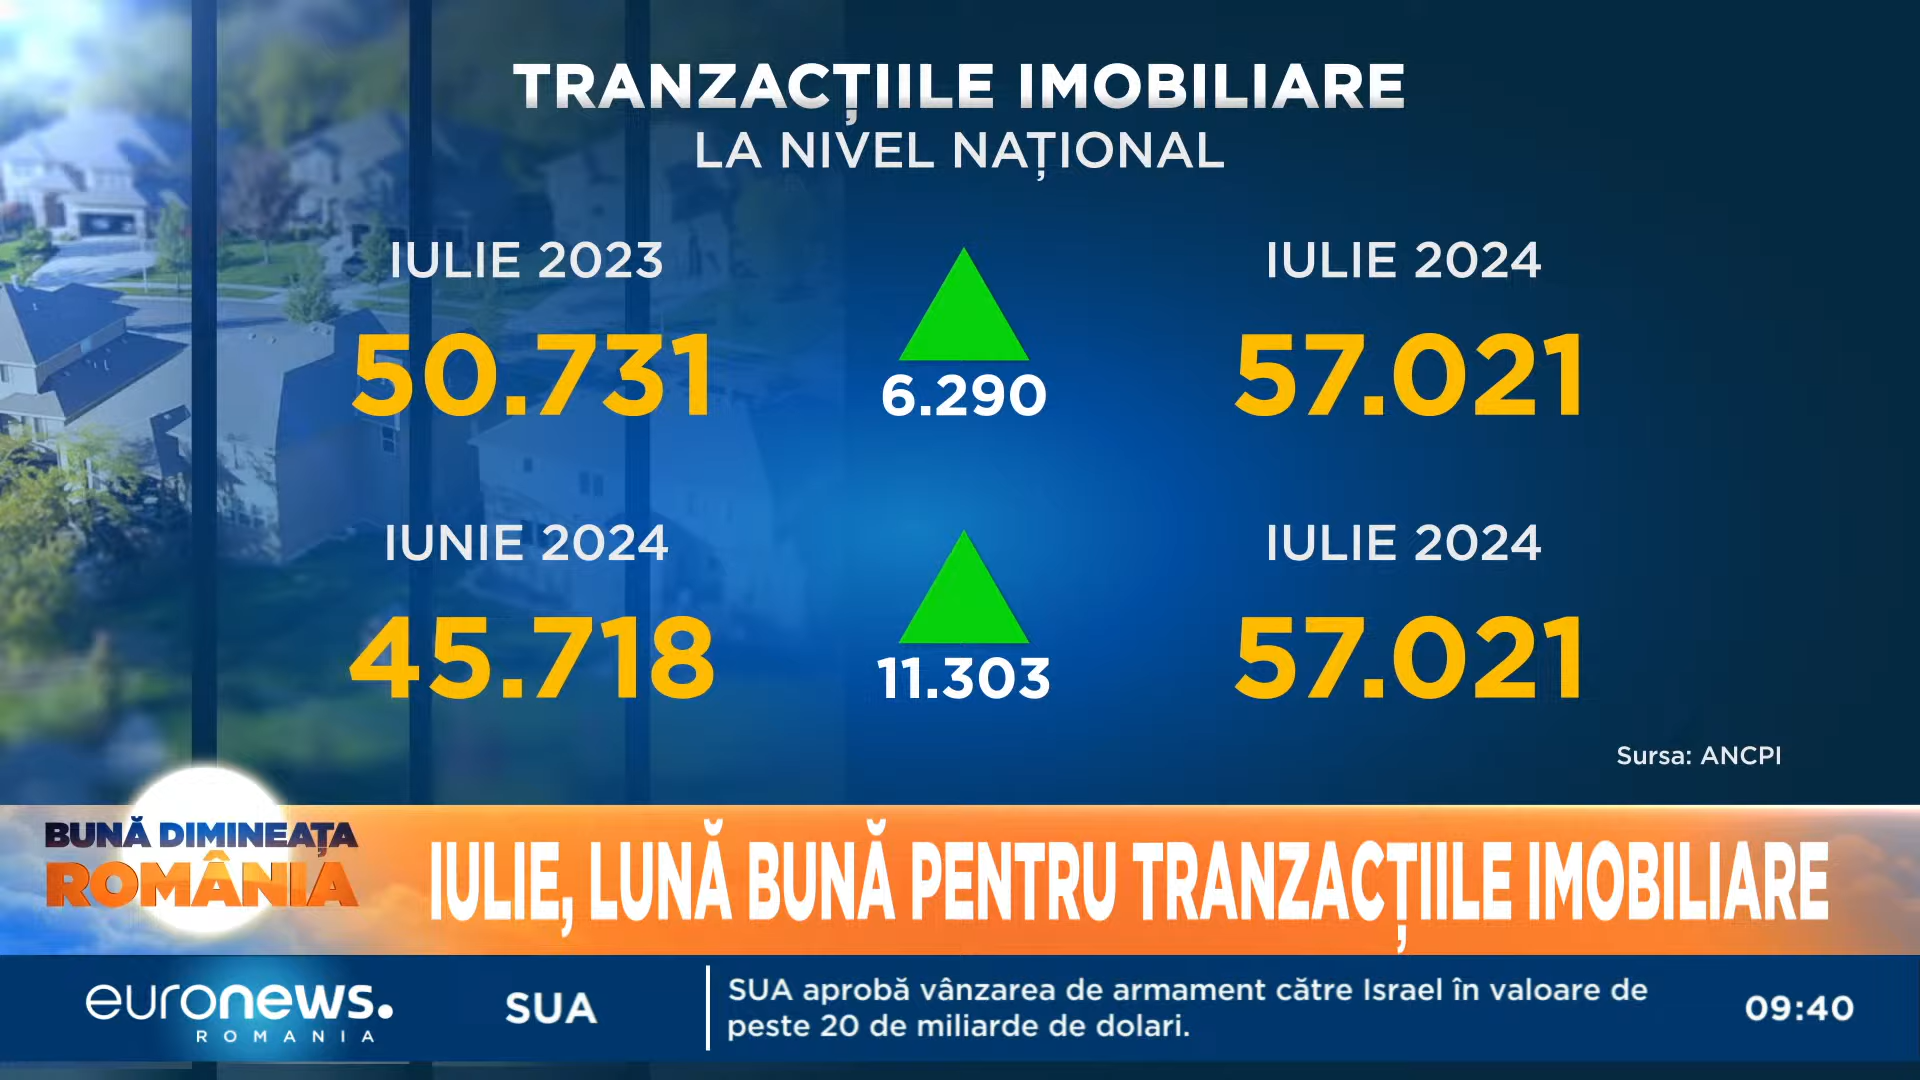 TRANZACȚIILE IMOBILIARE
LA NIVEL NAȚIONAL
IULIE 2023
IULIE 2024
50.731
6.290
57.021
IUNIE 2024
IULIE 2024
45.718
11.303
57.021
Sursa: ANCPI
BUNĂ DIMINEAȚA
ROMÂNIA
IULIE, LUNĂ BUNĂ PENTRU TRANZACȚIILE IMOBILIARE
euronews.
ROMANIA
SUA
SUA aprobă vânzarea de armament către Israel în valoare de
peste 20 de miliarde de dolari.
09:40